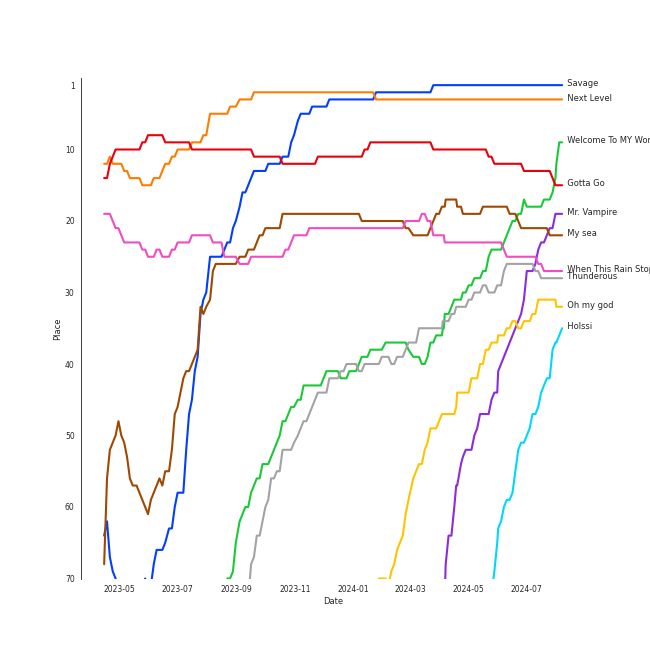 Savage
1
Next Level
Welcome To MY Wor
10
Gotta Go
Mr. Vampire
20
My sea
When This Rain Stop
Thunderous
30
Oh my god
Holssi
Place
40
50
60
70
2023-05
2023-07
2023-09
2023-11
2024-01
2024-03
2024-05
2024-07
Date